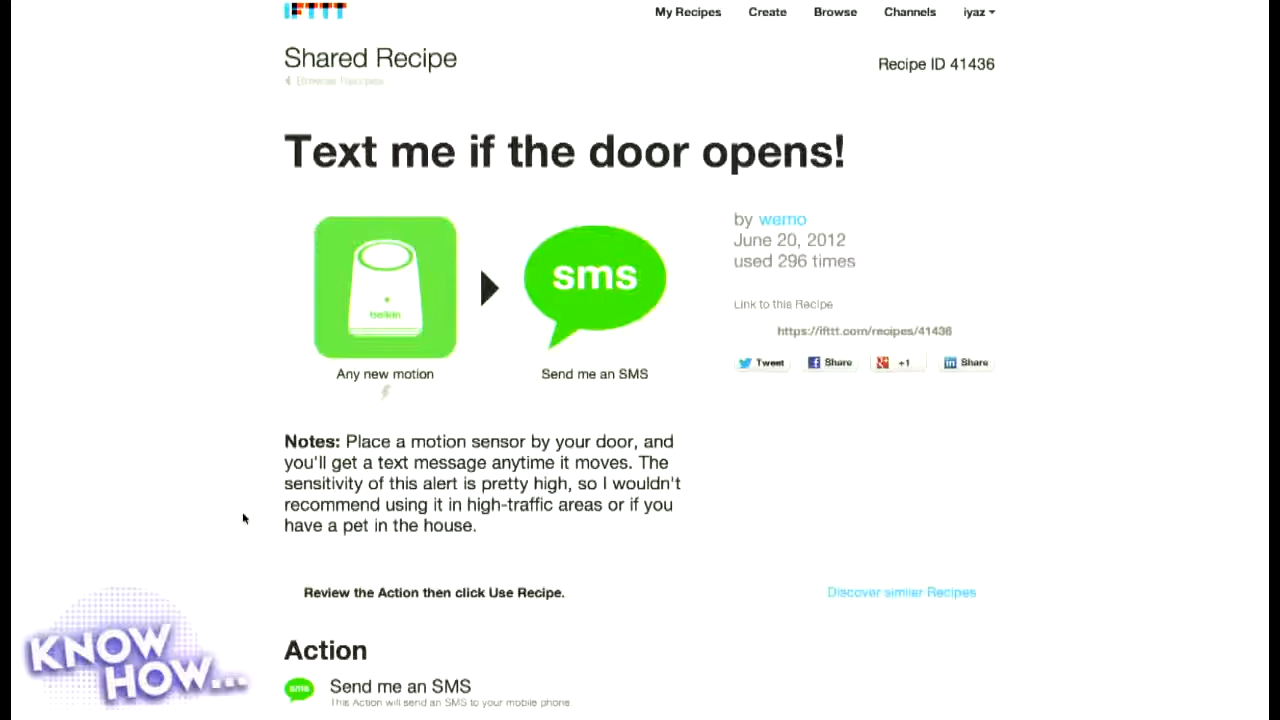 IFTTT
My Recipes Create Browse Channels iyaz
Shared Recipe
Recipe ID 41436
Browse Recipes
Text me if the door opens!
belkin
sms
by wemo
June 20, 2012
used 296 times
Link to this Recipe
https://ifttt.com/recipes/41436
Tweet Share +1 Share
Any new motion
Send me an SMS
Notes: Place a motion sensor by your door, and
you'll get a text message anytime it moves. The
sensitivity of this alert is pretty high, so I wouldn't
recommend using it in high-traffic areas or if you
have a pet in the house.
Review the Action then click Use Recipe.
Discover similar Recipes
Action
sms
Send me an SMS
This Action will send an SMS to your mobile phone.
KNOW
HOW...